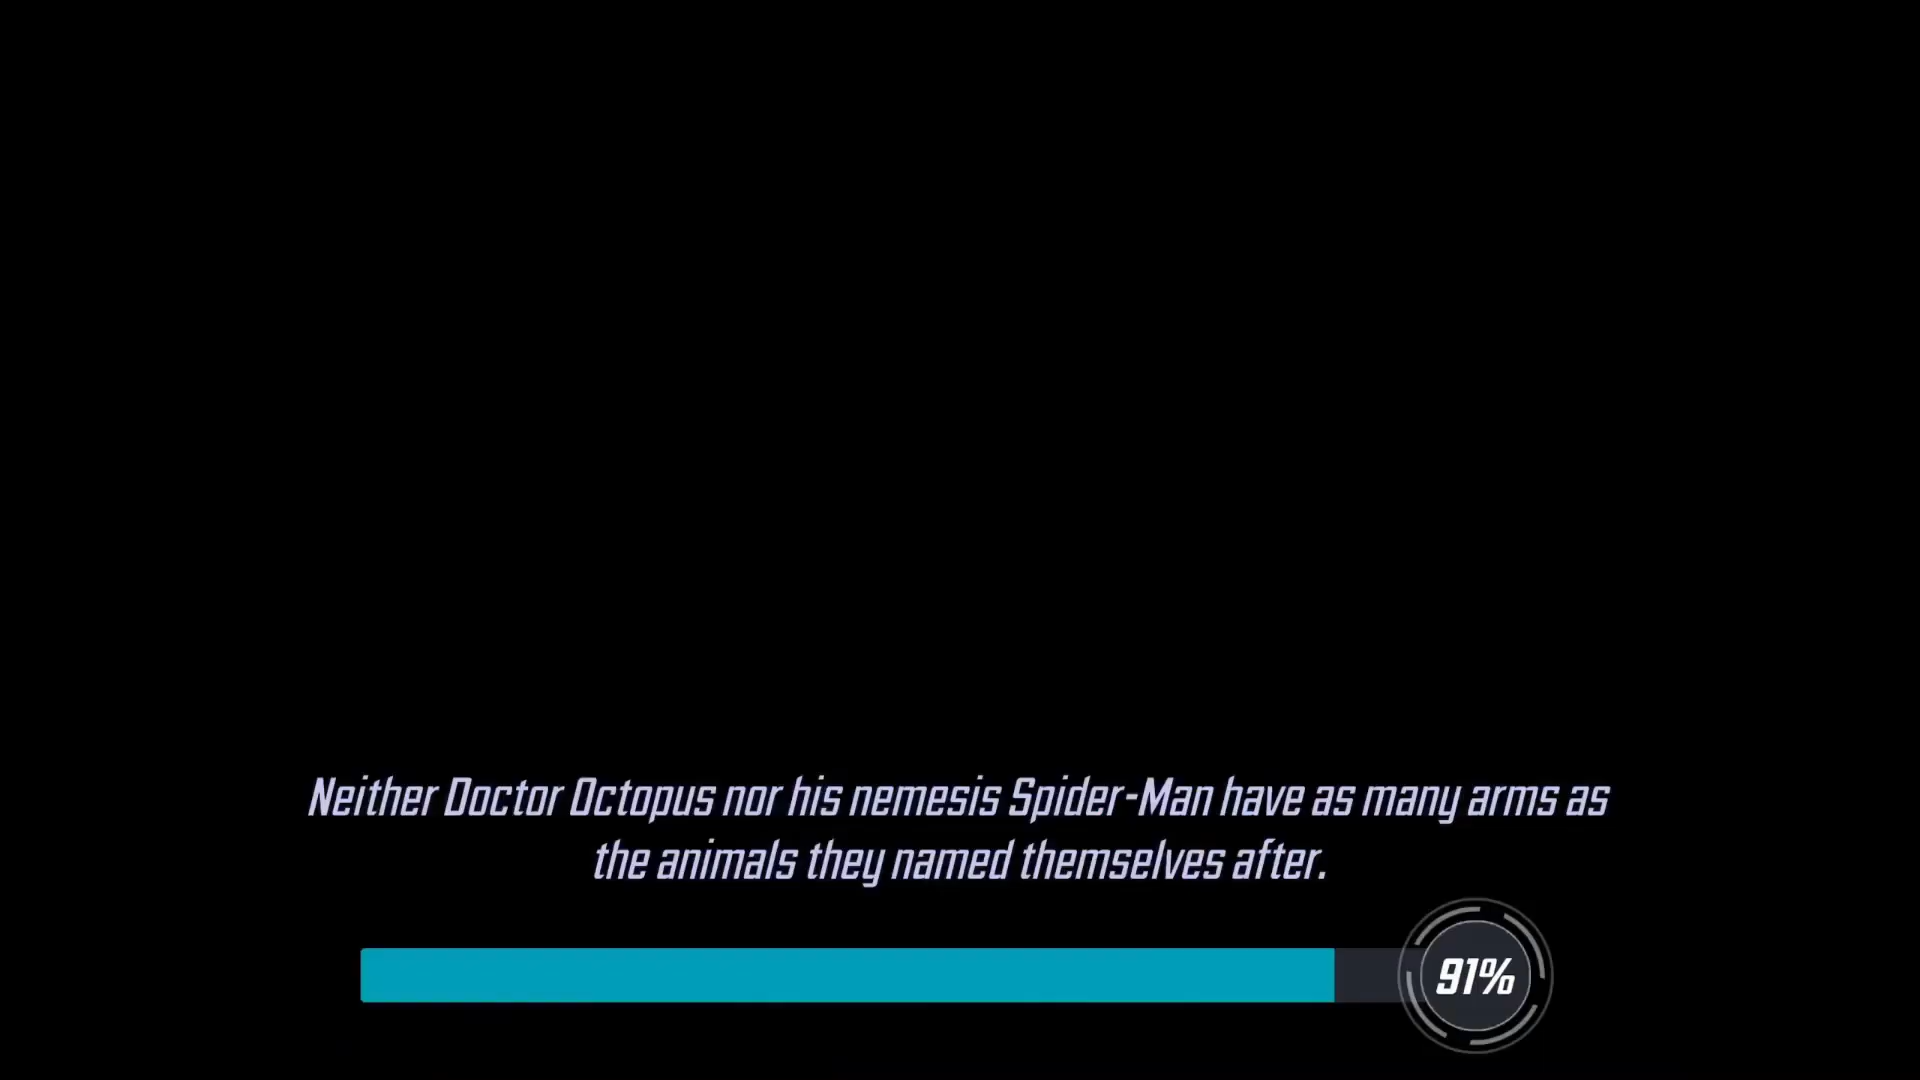 Neither Doctor Octopus nor his nemesis Spider-Man have as many arms as
the animals they named themselves after.
91%